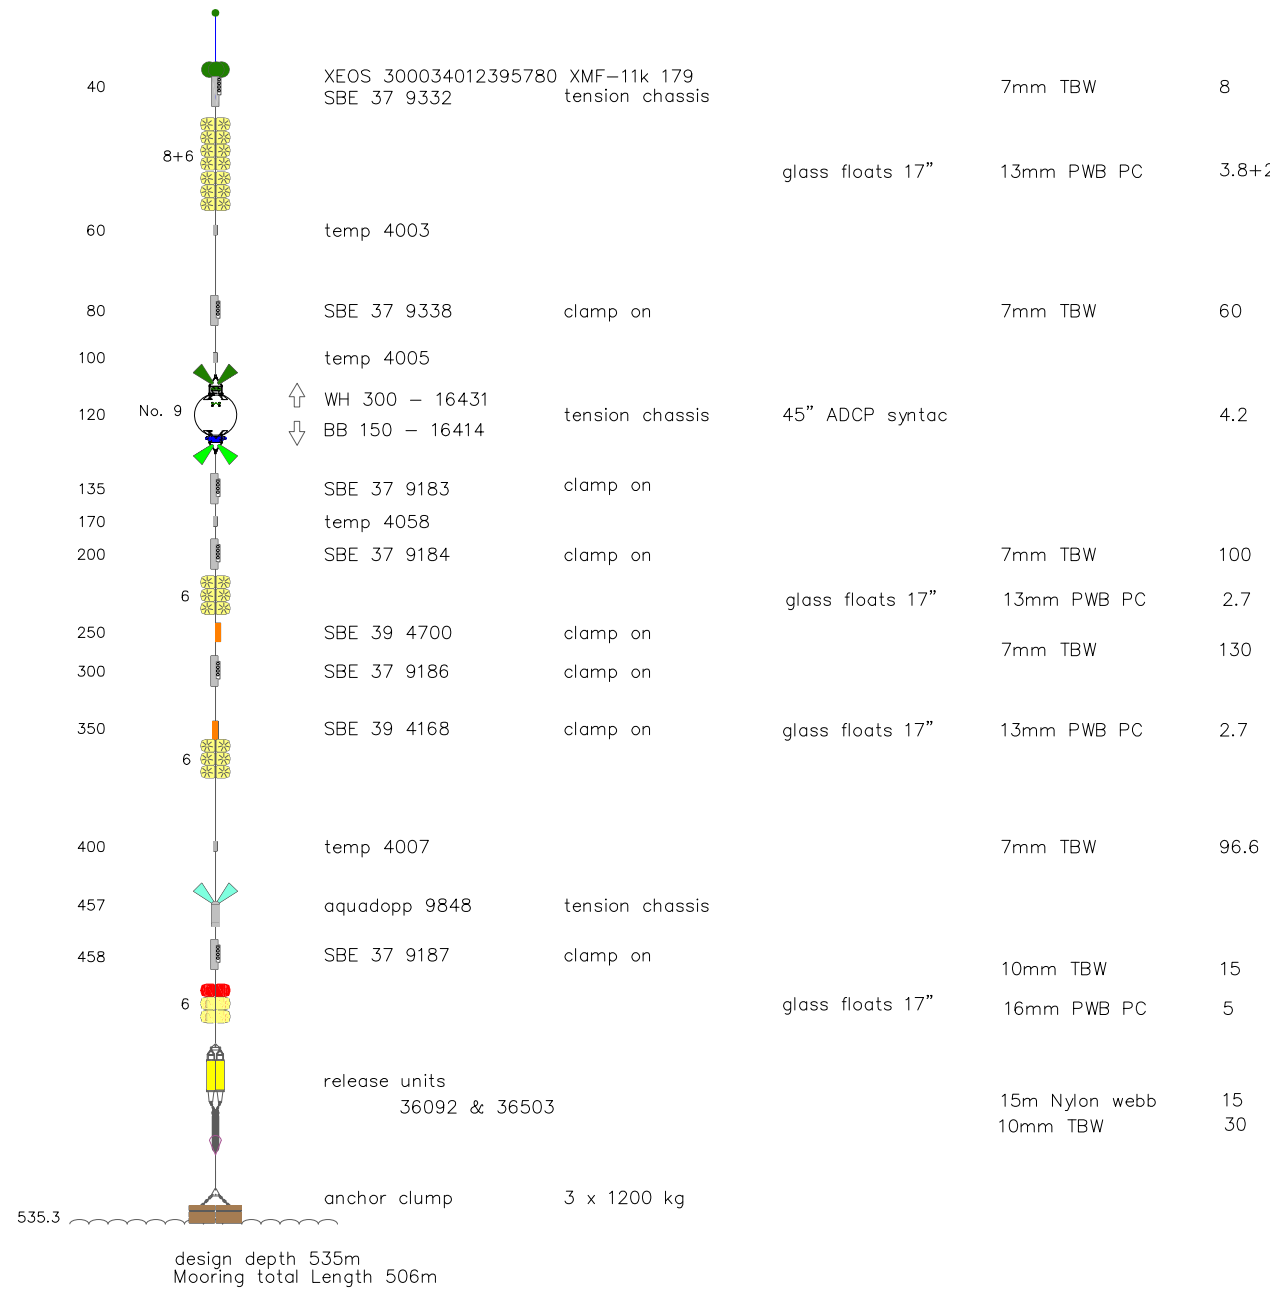 XEOS 300034012395780 XMF-11k 179
40 SBE 37 9332 tension chassis 7mm TBW 8
8+6 glass floats 17” 13mm PWB PC 3.8+2
60 temp 4003
80 SBE 37 9338 clamp on 7mm TBW 60
100 temp 4005
WH 300 - 16431
No. 9
120 tension chassis 45” ADCP syntac 4.2
BB 150 - 16414
135 SBE 37 9183 clamp on
170 temp 4058
200 SBE 37 9184 clamp on 7mm TBW 100
6 glass floats 17” 13mm PWB PC 2.7
250 SBE 39 4700 clamp on
7mm TBW 130
300 SBE 37 9186 clamp on
350 SBE 39 4168 clamp on glass floats 17” 13mm PWB PC 2.7
6
400 temp 4007 7mm TBW 96.6
457 aquadopp 9848 tension chassis
458 SBE 37 9187 clamp on
10mm TBW 15
6 glass floats 17” 16mm PWB PC 5
release units
36092 & 36503
15m Nylon webb 15
10mm TBW 30
anchor clump 3 x 1200 kg
535.3
design depth 535m
Mooring total Length 506m